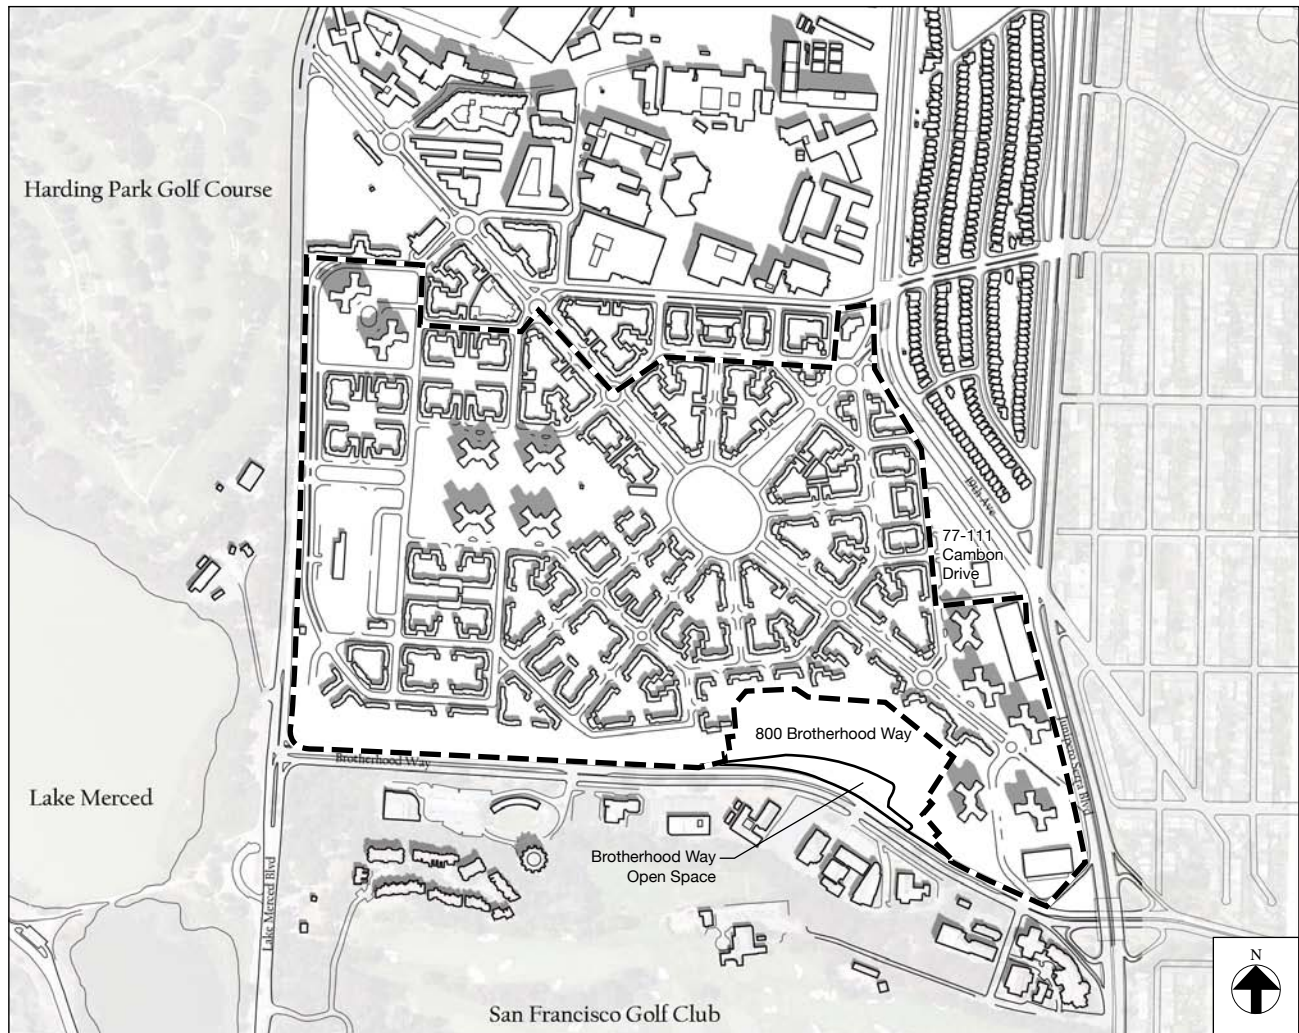 Harding Park Golf Course
19th Ave
77-111
Cambon
Drive
Junipero Serra Blvd
800 Brotherhood Way
Brotherhood Way
Lake Merced
Brotherhood Way
Open Space
Lake Merced Blvd
N
San Francisco Golf Club